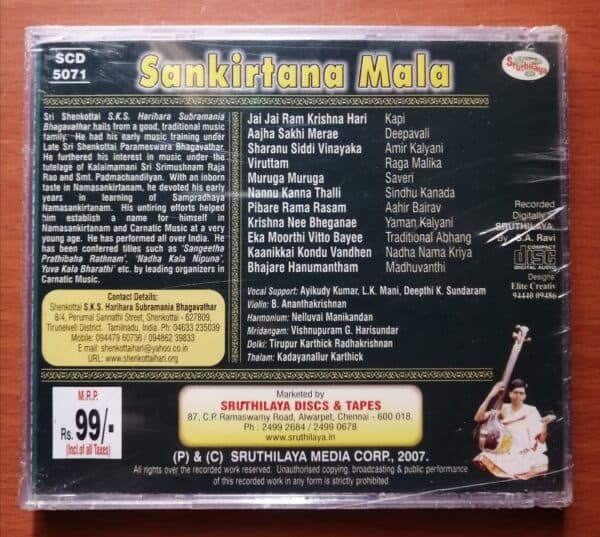 SCD
5071
Sankirtana Mala
Sruthilaya
Sri Shenkottai S.K.S. Harihara Subramania
Bhagavathar hails from a good, traditional music
family. He had his early music training under
Late Sri Shenkottai Parameswara Bhagavathar.
He furthered his interest in music under the
tutelage of Kalaimamani Sri Srimushnam Raja
Rao and Smt. Padmachandilyan. With an inborn
taste in Namasankirtanam, he devoted his early
years in learning of Sampradhaya
Namasankirtanam. His untiring efforts helped
him establish a name for himself in
Namasankirtanam and Carnatic Music at a very
young age. He has performed all over India. He
has been conferred titles such as 'Sangeetha
Prathibaha Rathnam', 'Nadha Kala Nipuna',
Yuva Kala Bharathi' etc. by leading organizers in
Carnatic Music.
Contact Details:
Shenkottai S.K.S. Harihara Subramania Bhagavathar
8/4, Perumal Sannathi Street, Shenkottai - 627809,
Tirunelveli District. Tamilnadu, India. Ph: 04633 235039
Mobile: 094479 60736 / 094862 39833
E mail: shenkottaihari@yahoo.co.in
URL: www.shenkottaihari.org
Jai Jai Ram Krishna Hari Kapi
Aajha Sakhi Merae Deepavali
Sharanu Siddi Vinayaka Amir Kalyani
Viruttam Raga Malika
Muruga Muruga Saveri
Nannu Kanna Thalli Sindhu Kanada
Pibare Rama Rasam Aahir Bairav
Krishna Nee Bheganae Yaman Kalyani
Eka Moorthi Vitto Bayee Traditional Abhang
Kaanikkai Kondu Vandhen Nadha Nama Kriya
Bhajare Hanumantham Madhuvanthi
Vocal Support: Ayikudy Kumar, L.K. Mani, Deepthi K. Sundaram
Violin: B. Ananthakrishnan
Harmonium: Nelluvai Manikandan
Mridangam: Vishnupuram G. Harisundar
Dolki: Tirupur Karthick Radhakrishnan
Thalam: Kadayanallur Karthick
Recorded
Digitally
SRUTHILAYA
By S.A. Ravi
COMPACT
disc
DIGITAL AUDIO
Designs:
Elite Creativ
94440 09486
M.R.P.
Rs. 99/-
(Incl.of all Taxes)
Marketed by
SRUTHILAYA DISCS & TAPES
87, C.P. Ramaswamy Road, Alwarpet, Chennai - 600 018.
Ph : 2499 2684 / 2499 0678
www.sruthilaya.in
(P) & (C) SRUTHILAYA MEDIA CORP., 2007.
All rights over the recorded work reserved. Unauthorised copying, broadcasting & public performance
of this recorded work in any form is strictly prohibited